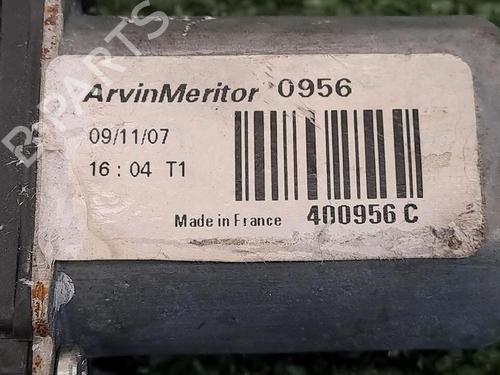 ArvinMeritor 0956
09/11/07
16 : 04 T1
Made in France 400956 C
B-PARTS